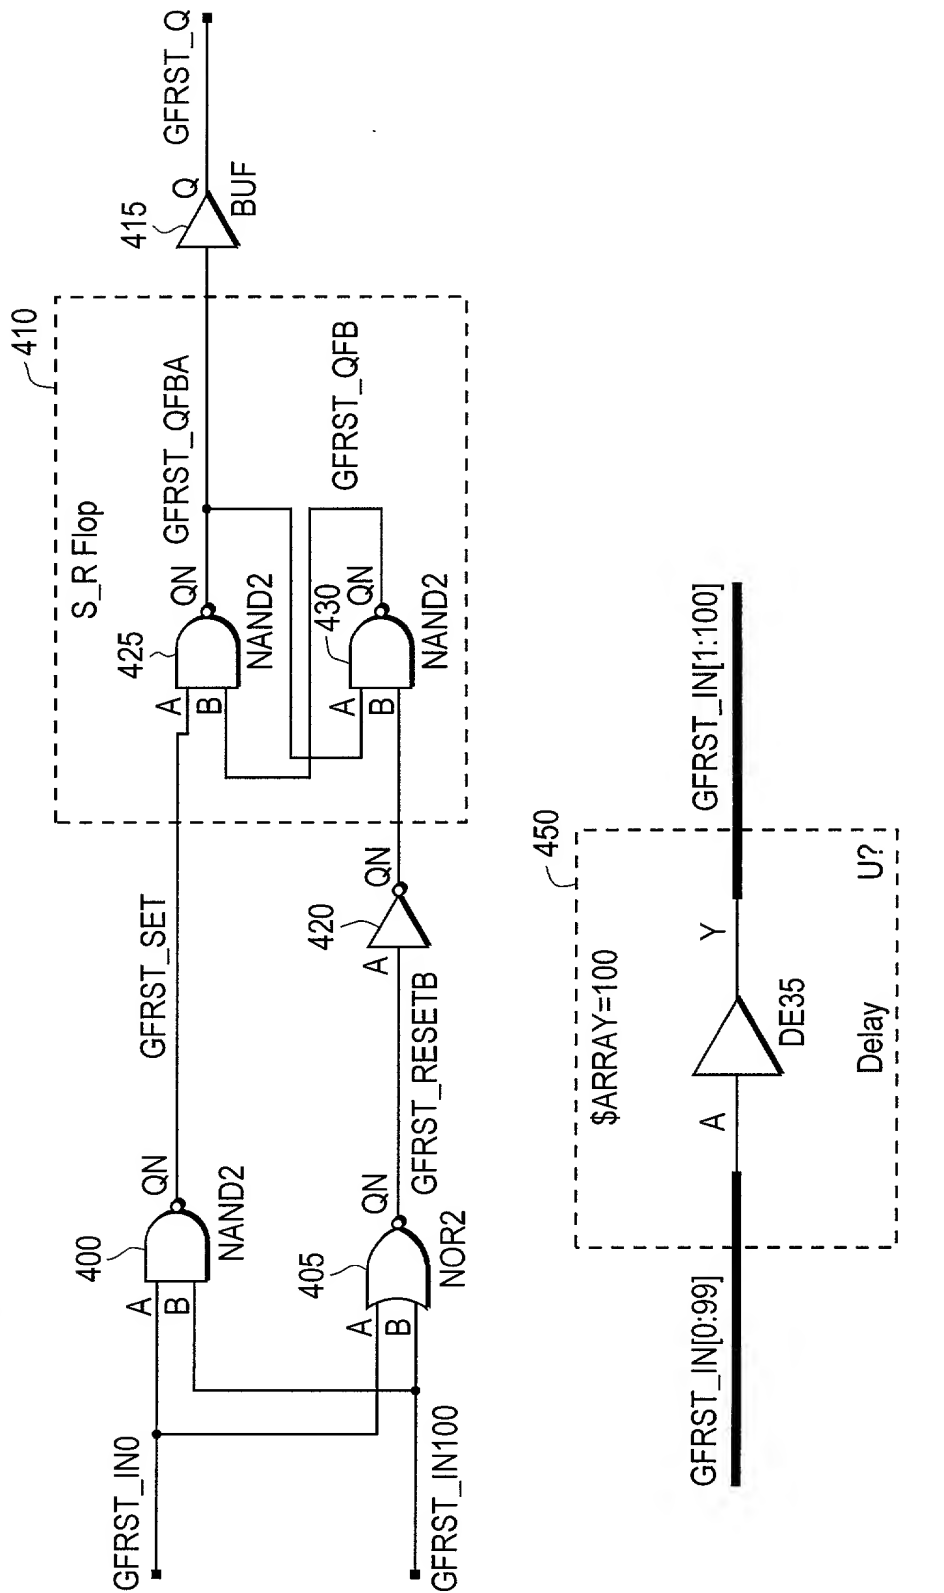 GFRST_IN0
GFRST_IN100
A
B
400
QN
NAND2
A
B
405
QN
NOR2
GFRST_SET
GFRST_RESETB
A
420
QN
410
S_R Flop
A
B
425
QN
NAND2
A
B
430
QN
NAND2
GFRST_QFBA
GFRST_QFB
415
Q
BUF
GFRST_Q
GFRST_IN[0:99]
450
$ARRAY=100
A
Y
DE35
Delay
U?
GFRST_IN[1:100]